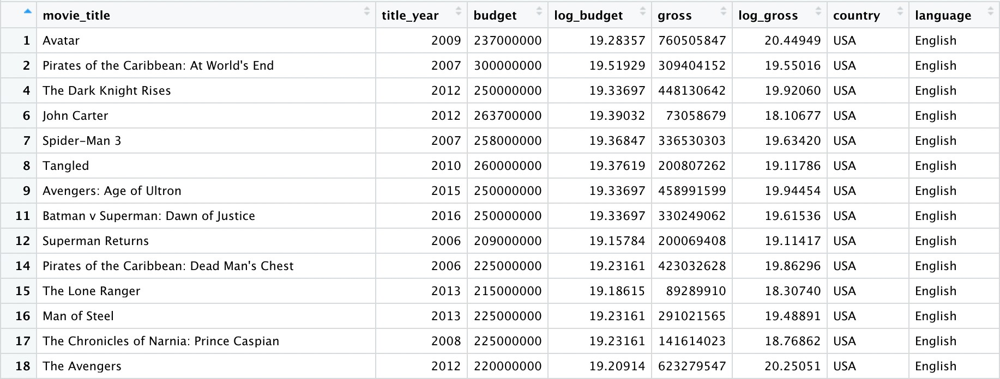 movie_title title_year budget log_budget gross log_gross country language
1 Avatar 2009 237000000 19.28357 760505847 20.44949 USA English
2 Pirates of the Caribbean: At World's End 2007 300000000 19.51929 309404152 19.55016 USA English
4 The Dark Knight Rises 2012 250000000 19.33697 448130642 19.92060 USA English
6 John Carter 2012 263700000 19.39032 73058679 18.10677 USA English
7 Spider-Man 3 2007 258000000 19.36847 336530303 19.63420 USA English
8 Tangled 2010 260000000 19.37619 200807262 19.11786 USA English
9 Avengers: Age of Ultron 2015 250000000 19.33697 458991599 19.94454 USA English
11 Batman v Superman: Dawn of Justice 2016 250000000 19.33697 330249062 19.61536 USA English
12 Superman Returns 2006 209000000 19.15784 200069408 19.11417 USA English
14 Pirates of the Caribbean: Dead Man's Chest 2006 225000000 19.23161 423032628 19.86296 USA English
15 The Lone Ranger 2013 215000000 19.18615 89289910 18.30740 USA English
16 Man of Steel 2013 225000000 19.23161 291021565 19.48891 USA English
17 The Chronicles of Narnia: Prince Caspian 2008 225000000 19.23161 141614023 18.76862 USA English
18 The Avengers 2012 220000000 19.20914 623279547 20.25051 USA English